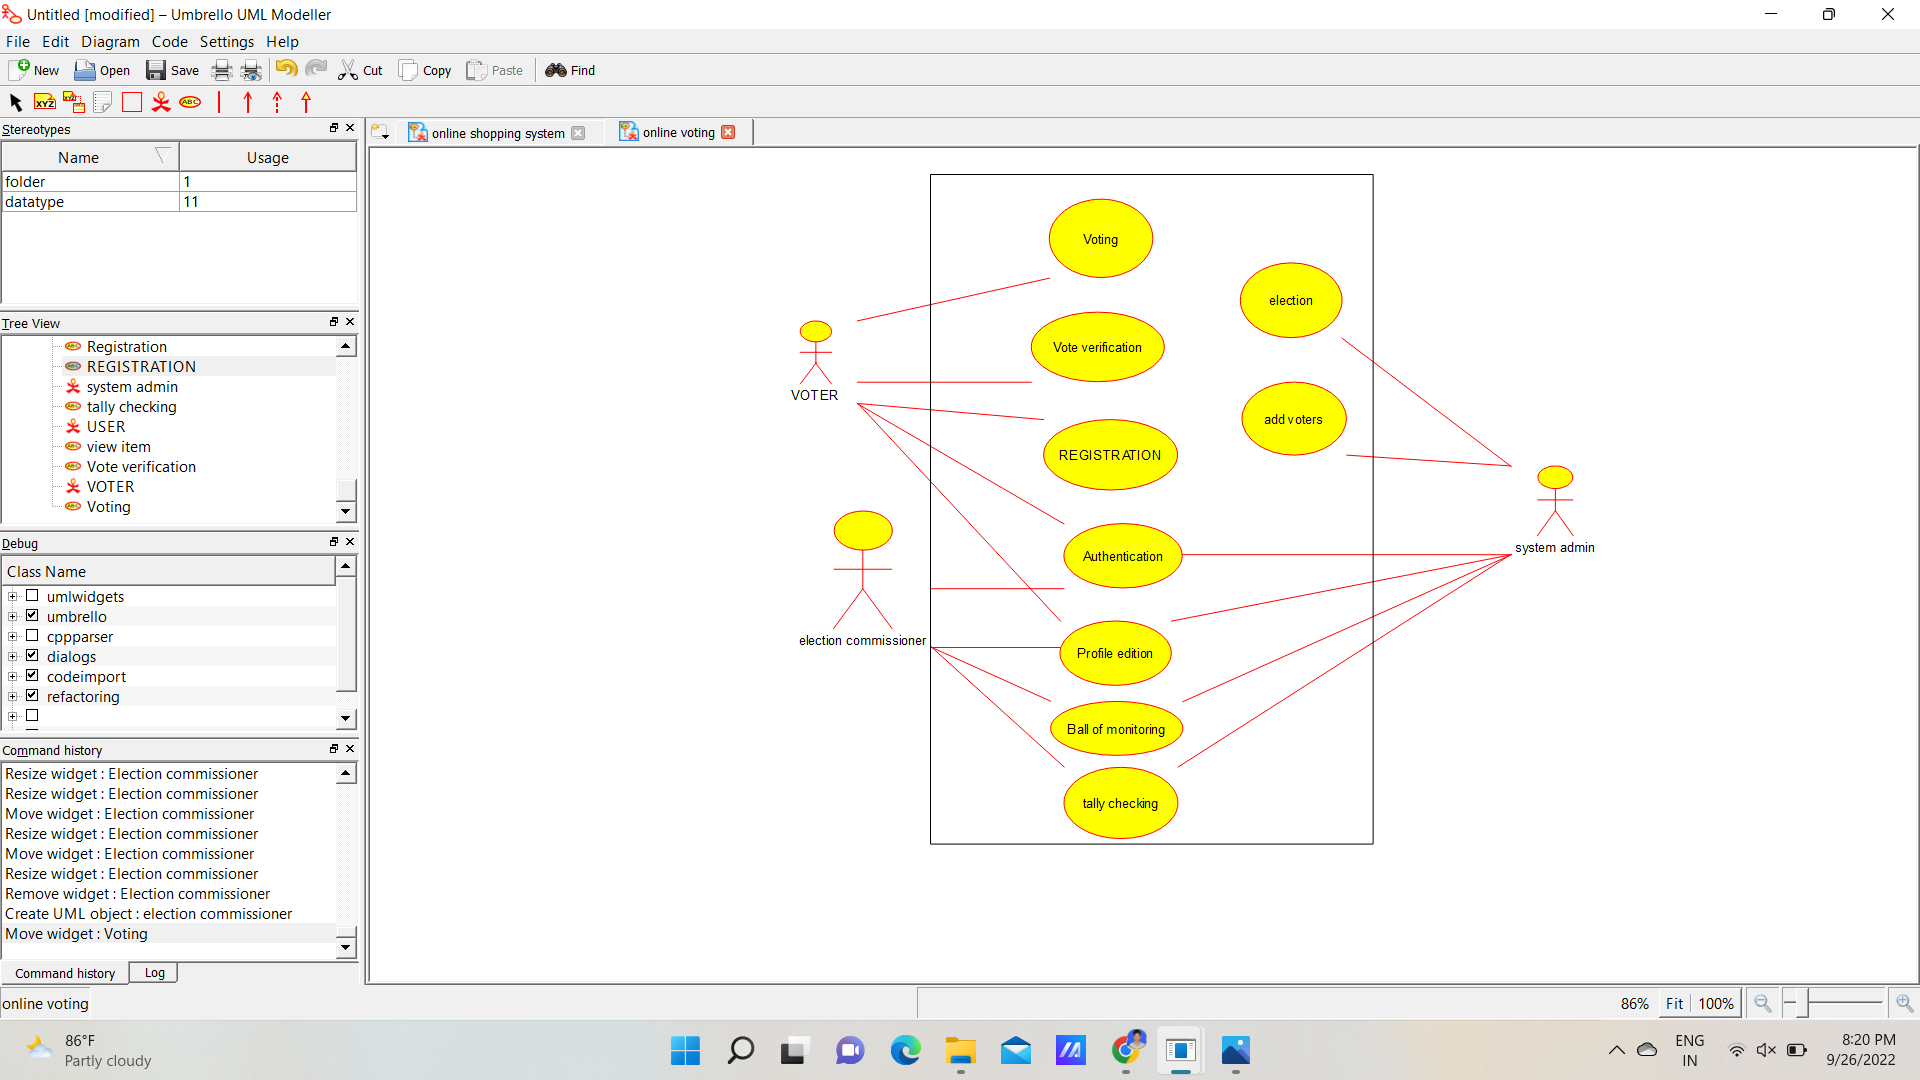 Untitled [modified] – Umbrello UML Modeller
File Edit Diagram Code Settings Help
New Open Save Cut Copy Paste Find
XYZ XYZ ABC
Stereotypes
Name Usage
folder 1
datatype 11
Tree View
Registration
REGISTRATION
system admin
tally checking
USER
view item
Vote verification
VOTER
Voting
Debug
Class Name
umlwidgets
umbrello
cppparser
dialogs
codeimport
refactoring
Command history
Resize widget : Election commissioner
Resize widget : Election commissioner
Move widget : Election commissioner
Resize widget : Election commissioner
Move widget : Election commissioner
Resize widget : Election commissioner
Remove widget : Election commissioner
Create UML object : election commissioner
Move widget : Voting
Command history Log
online shopping system online voting
Voting
election
Vote verification
VOTER
add voters
REGISTRATION
system admin
Authentication
election commissioner
Profile edition
Ball of monitoring
tally checking
online voting
86% Fit 100%
86°F
Partly cloudy
ENG
IN
8:20 PM
9/26/2022